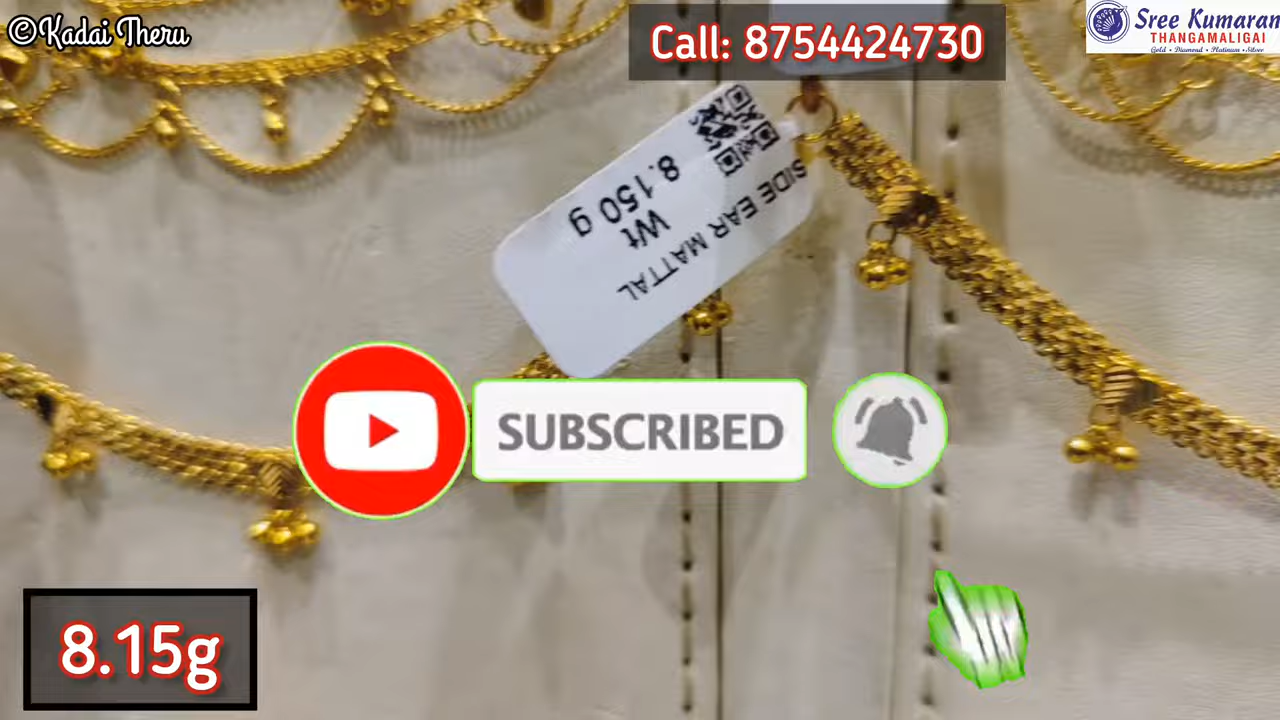 ©Kadai Theru
Call: 8754424730
Sree Kumaran
THANGAMALIGAI
Gold • Diamond • Platinum • Silver
SIDE EAR MATTAL
Wt
8.150 g
SUBSCRIBED
8.15g